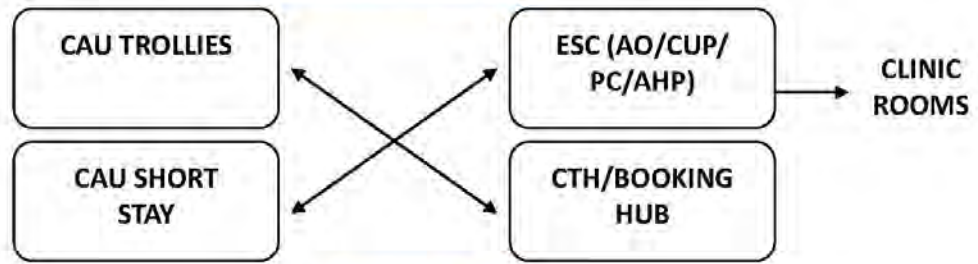 CAU TROLLIES
ESC (AO/CUP/
PC/AHP)
CLINIC
ROOMS
CAU SHORT
STAY
CTH/BOOKING
HUB